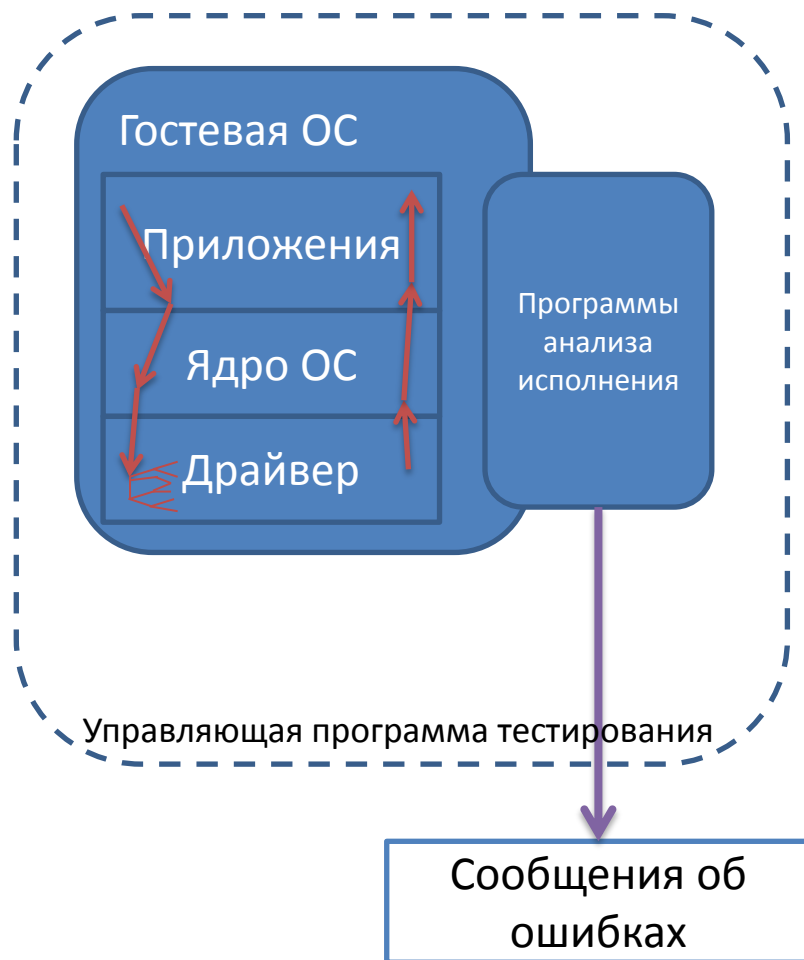 Гостевая ОС
Приложения
Ядро ОС
Драйвер
Программы
анализа
исполнения
Управляющая программа тестирования
Сообщения об
ошибках